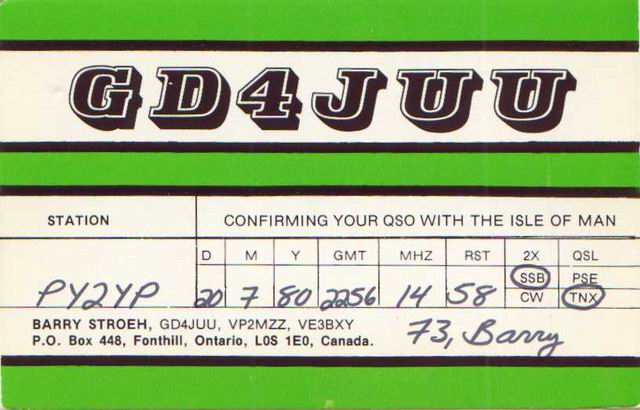 GD4JUU
STATION CONFIRMING YOUR QSO WITH THE ISLE OF MAN
D M Y GMT MHZ RST 2X QSL
SSB PSE
PY2YP 20 7 80 2256 14 58 CW TNX
BARRY STROEH, GD4JUU, VP2MZZ, VE3BXY
P.O. Box 448, Fonthill, Ontario, L0S 1E0, Canada.
73, Barry